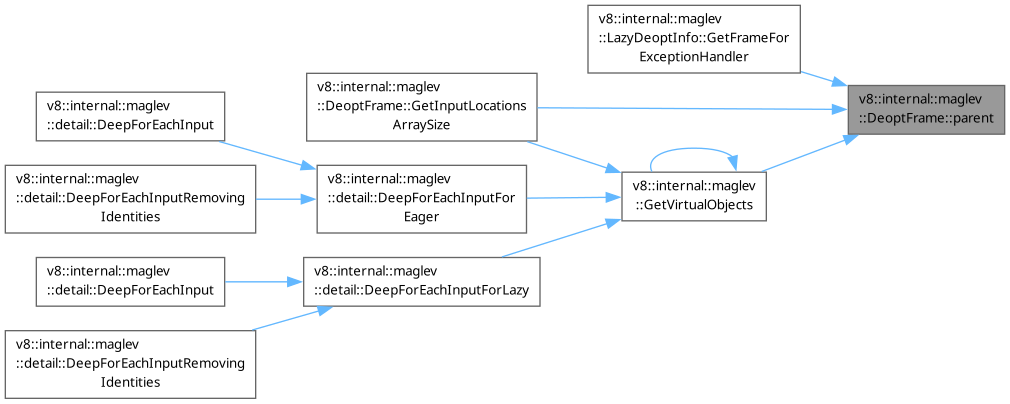 v8::internal::maglev
::LazyDeoptInfo::GetFrameFor
ExceptionHandler
v8::internal::maglev
::DeoptFrame::GetInputLocations
ArraySize
v8::internal::maglev
::DeoptFrame::parent
v8::internal::maglev
::detail::DeepForEachInput
v8::internal::maglev
::detail::DeepForEachInputRemoving
Identities
v8::internal::maglev
::detail::DeepForEachInputFor
Eager
v8::internal::maglev
::GetVirtualObjects
v8::internal::maglev
::detail::DeepForEachInput
v8::internal::maglev
::detail::DeepForEachInputForLazy
v8::internal::maglev
::detail::DeepForEachInputRemoving
Identities